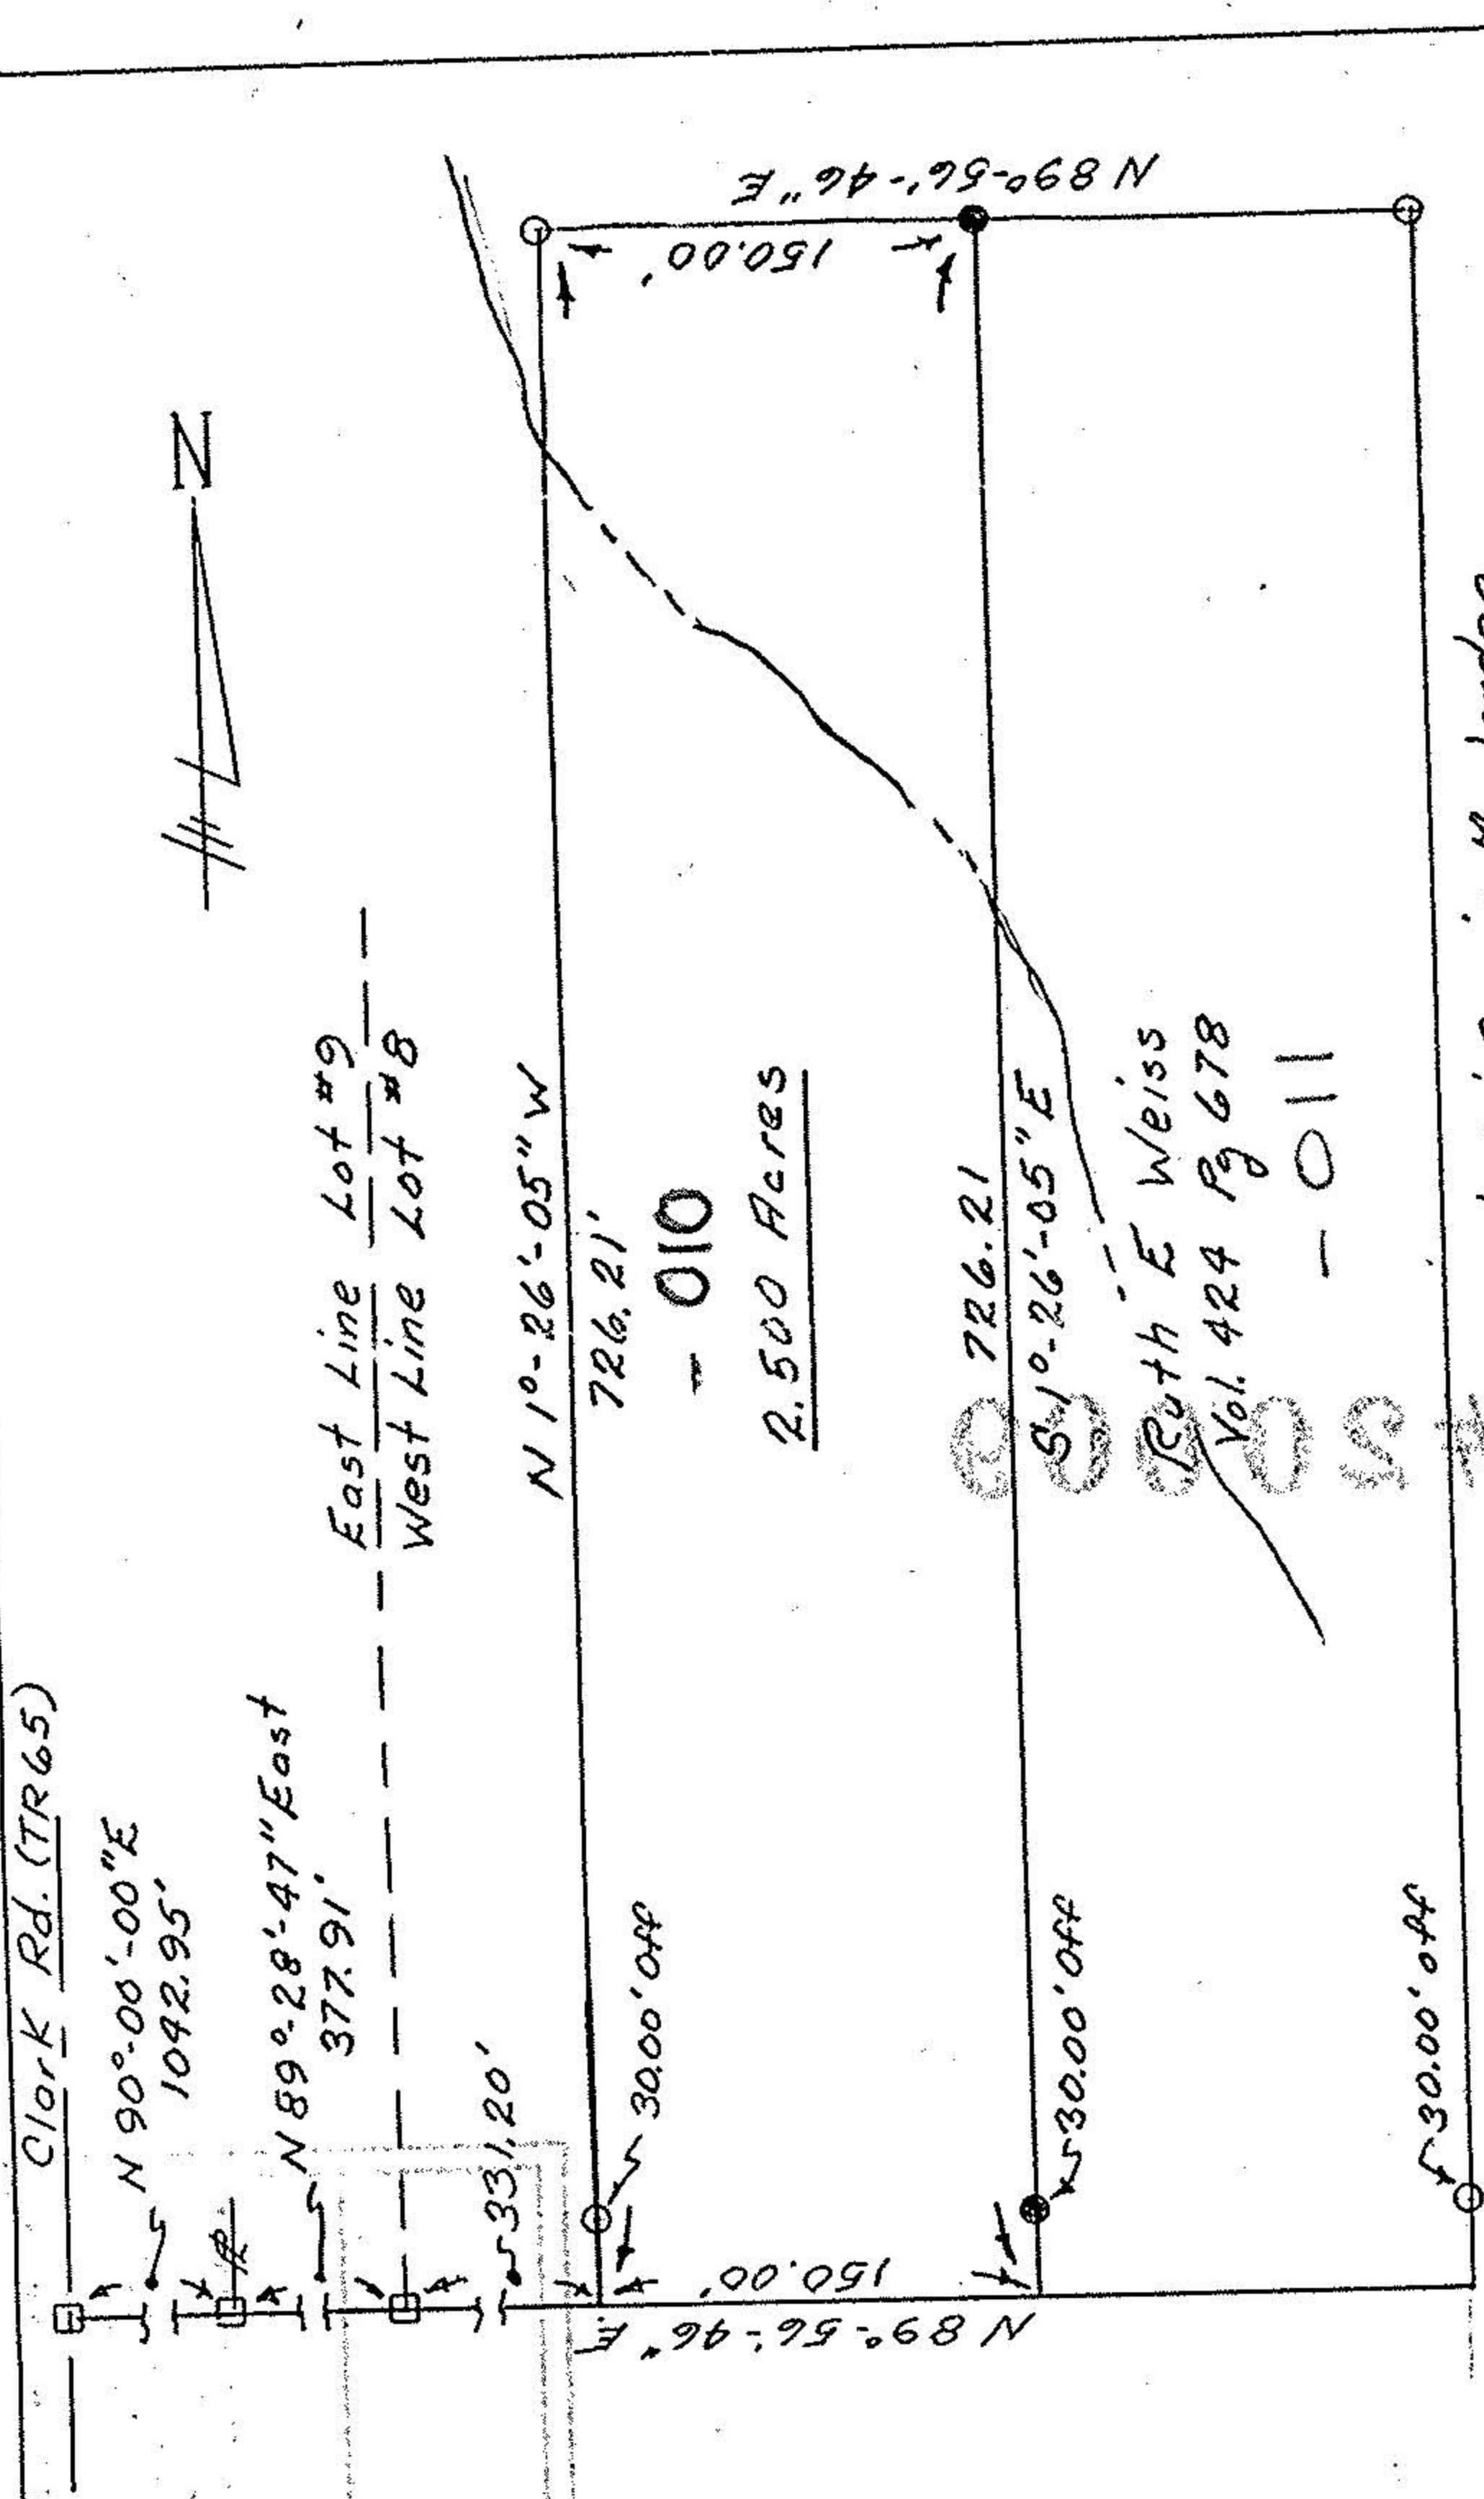 Clark Rd. (TR65)
N 90°-00'-00"E
1042.95'
N 89°-28'-47" East
377.91'
East Line Lot #9
West Line Lot #8
331.20'
N
N 1°-26'-05" W
726.21'
- 010
2.500 Acres
30.00' off
150.00'
N 89°-56'-46" E
150.00'
N 89°-56'-46" E
726.21
S 1°-26'-05" E
30.00' off
Ruth E Weiss
Vol. 424 Pg 678
- 011
30.00' off